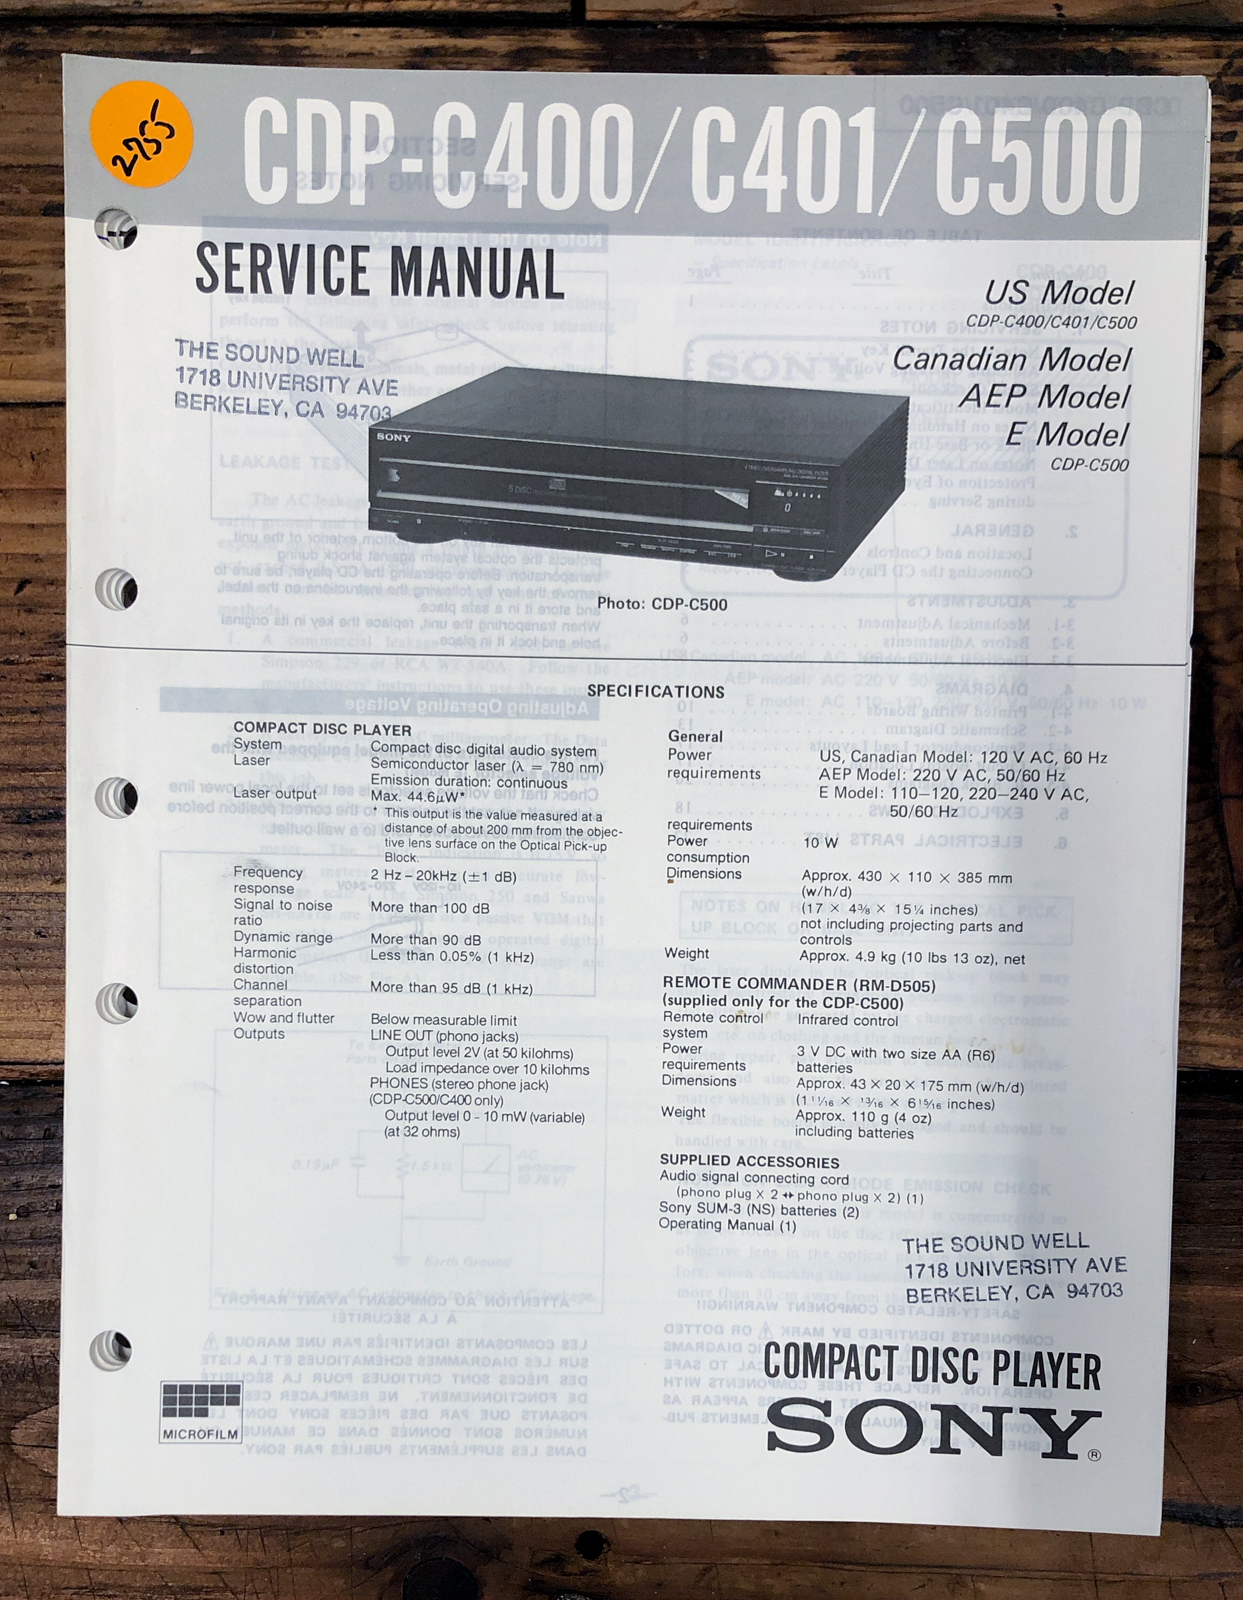 2755
CDP-C400/C401/C500
SERVICE MANUAL
US Model
CDP-C400/C401/C500
Canadian Model
AEP Model
E Model
CDP-C500
THE SOUND WELL
1718 UNIVERSITY AVE
BERKELEY, CA 94703
SONY
5 DISC
Photo: CDP-C500
SPECIFICATIONS
COMPACT DISC PLAYER
System Compact disc digital audio system
Laser Semiconductor laser (λ = 780 nm)
Emission duration: continuous
Laser output Max. 44.6μW*
* This output is the value measured at a
distance of about 200 mm from the objec-
tive lens surface on the Optical Pick-up
Block.
Frequency 2 Hz – 20kHz (±1 dB)
response
Signal to noise More than 100 dB
ratio
Dynamic range More than 90 dB
Harmonic Less than 0.05% (1 kHz)
distortion
Channel More than 95 dB (1 kHz)
separation
Wow and flutter Below measurable limit
Outputs LINE OUT (phono jacks)
Output level 2V (at 50 kilohms)
Load impedance over 10 kilohms
PHONES (stereo phone jack)
(CDP-C500/C400 only)
Output level 0 – 10 mW (variable)
(at 32 ohms)
General
Power US, Canadian Model: 120 V AC, 60 Hz
requirements AEP Model: 220 V AC, 50/60 Hz
E Model: 110–120, 220–240 V AC,
50/60 Hz
requirements
Power 10 W
consumption
Dimensions Approx. 430 × 110 × 385 mm
(w/h/d)
(17 × 4⅜ × 15¼ inches)
not including projecting parts and
controls
Weight Approx. 4.9 kg (10 lbs 13 oz), net
REMOTE COMMANDER (RM-D505)
(supplied only for the CDP-C500)
Remote control Infrared control
system
Power 3 V DC with two size AA (R6)
requirements batteries
Dimensions Approx. 43 × 20 × 175 mm (w/h/d)
(1 11/16 × 13/16 × 6 15/16 inches)
Weight Approx. 110 g (4 oz)
including batteries
SUPPLIED ACCESSORIES
Audio signal connecting cord
(phono plug × 2 ↔ phono plug × 2) (1)
Sony SUM-3 (NS) batteries (2)
Operating Manual (1)
THE SOUND WELL
1718 UNIVERSITY AVE
BERKELEY, CA 94703
COMPACT DISC PLAYER
SONY®
MICROFILM